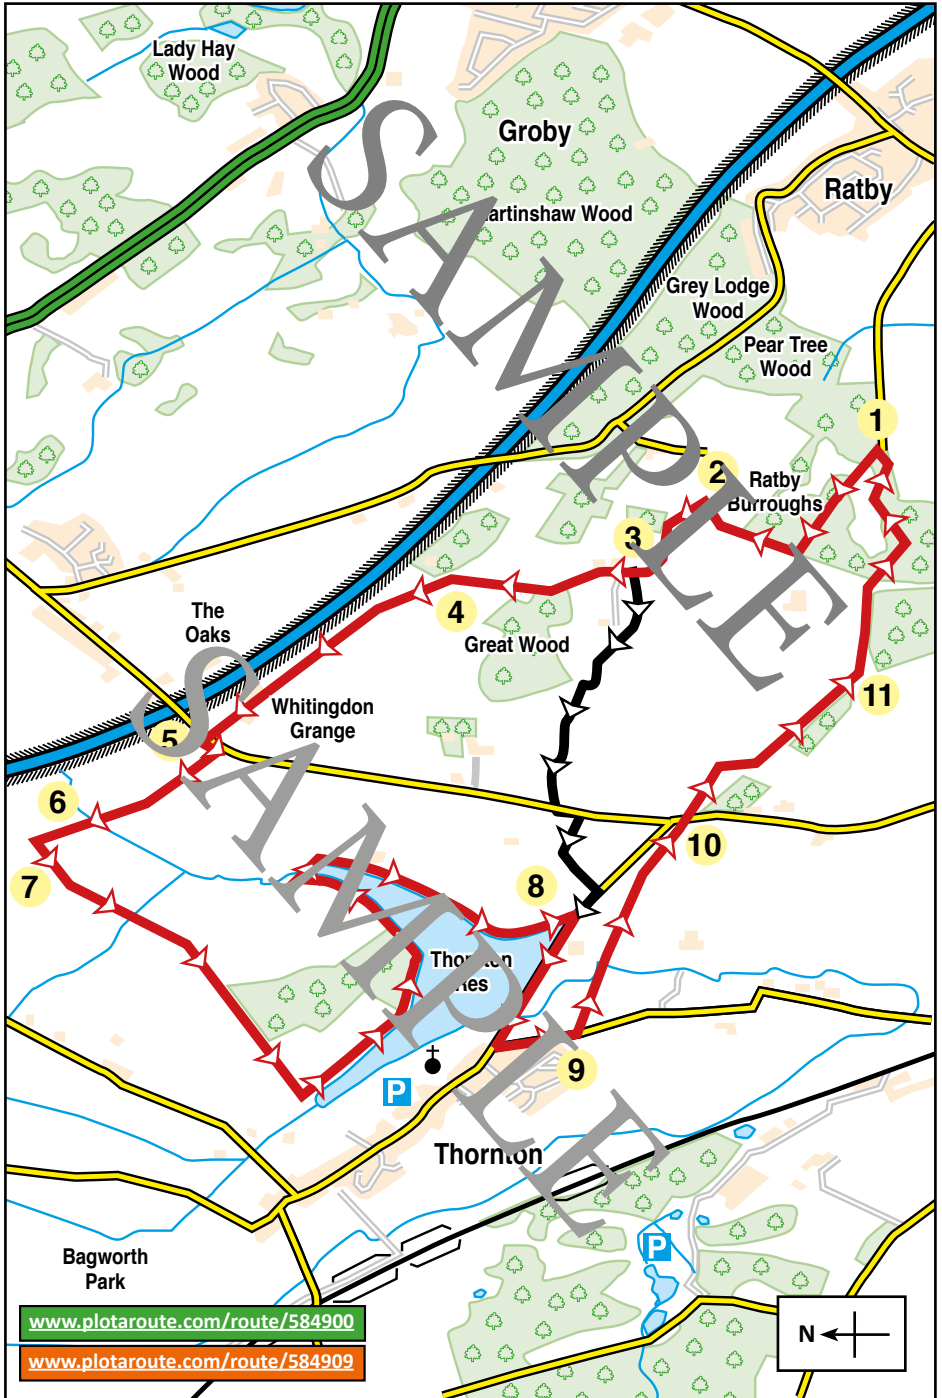 Lady Hay
Wood
Groby
artinshaw Wood
Ratby
Grey Lodge
Wood
Pear Tree
Wood
1
2
Ratby
Burroughs
3
4
The
Oaks
Great Wood
Whitingdon
Grange
5
11
6
7
10
8
Thornton
Res
9
P
Thornton
P
Bagworth
Park
www.plotaroute.com/route/584900
www.plotaroute.com/route/584909
N
SAMPLE
SAMPLE